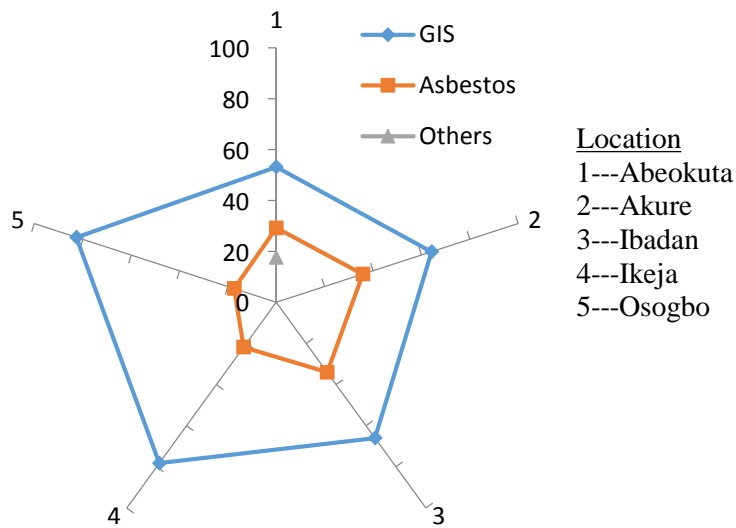 1
100
80
60
40
20
0
GIS
Asbestos
Others
2
3
4
5
Location
1---Abeokuta
2---Akure
3---Ibadan
4---Ikeja
5---Osogbo